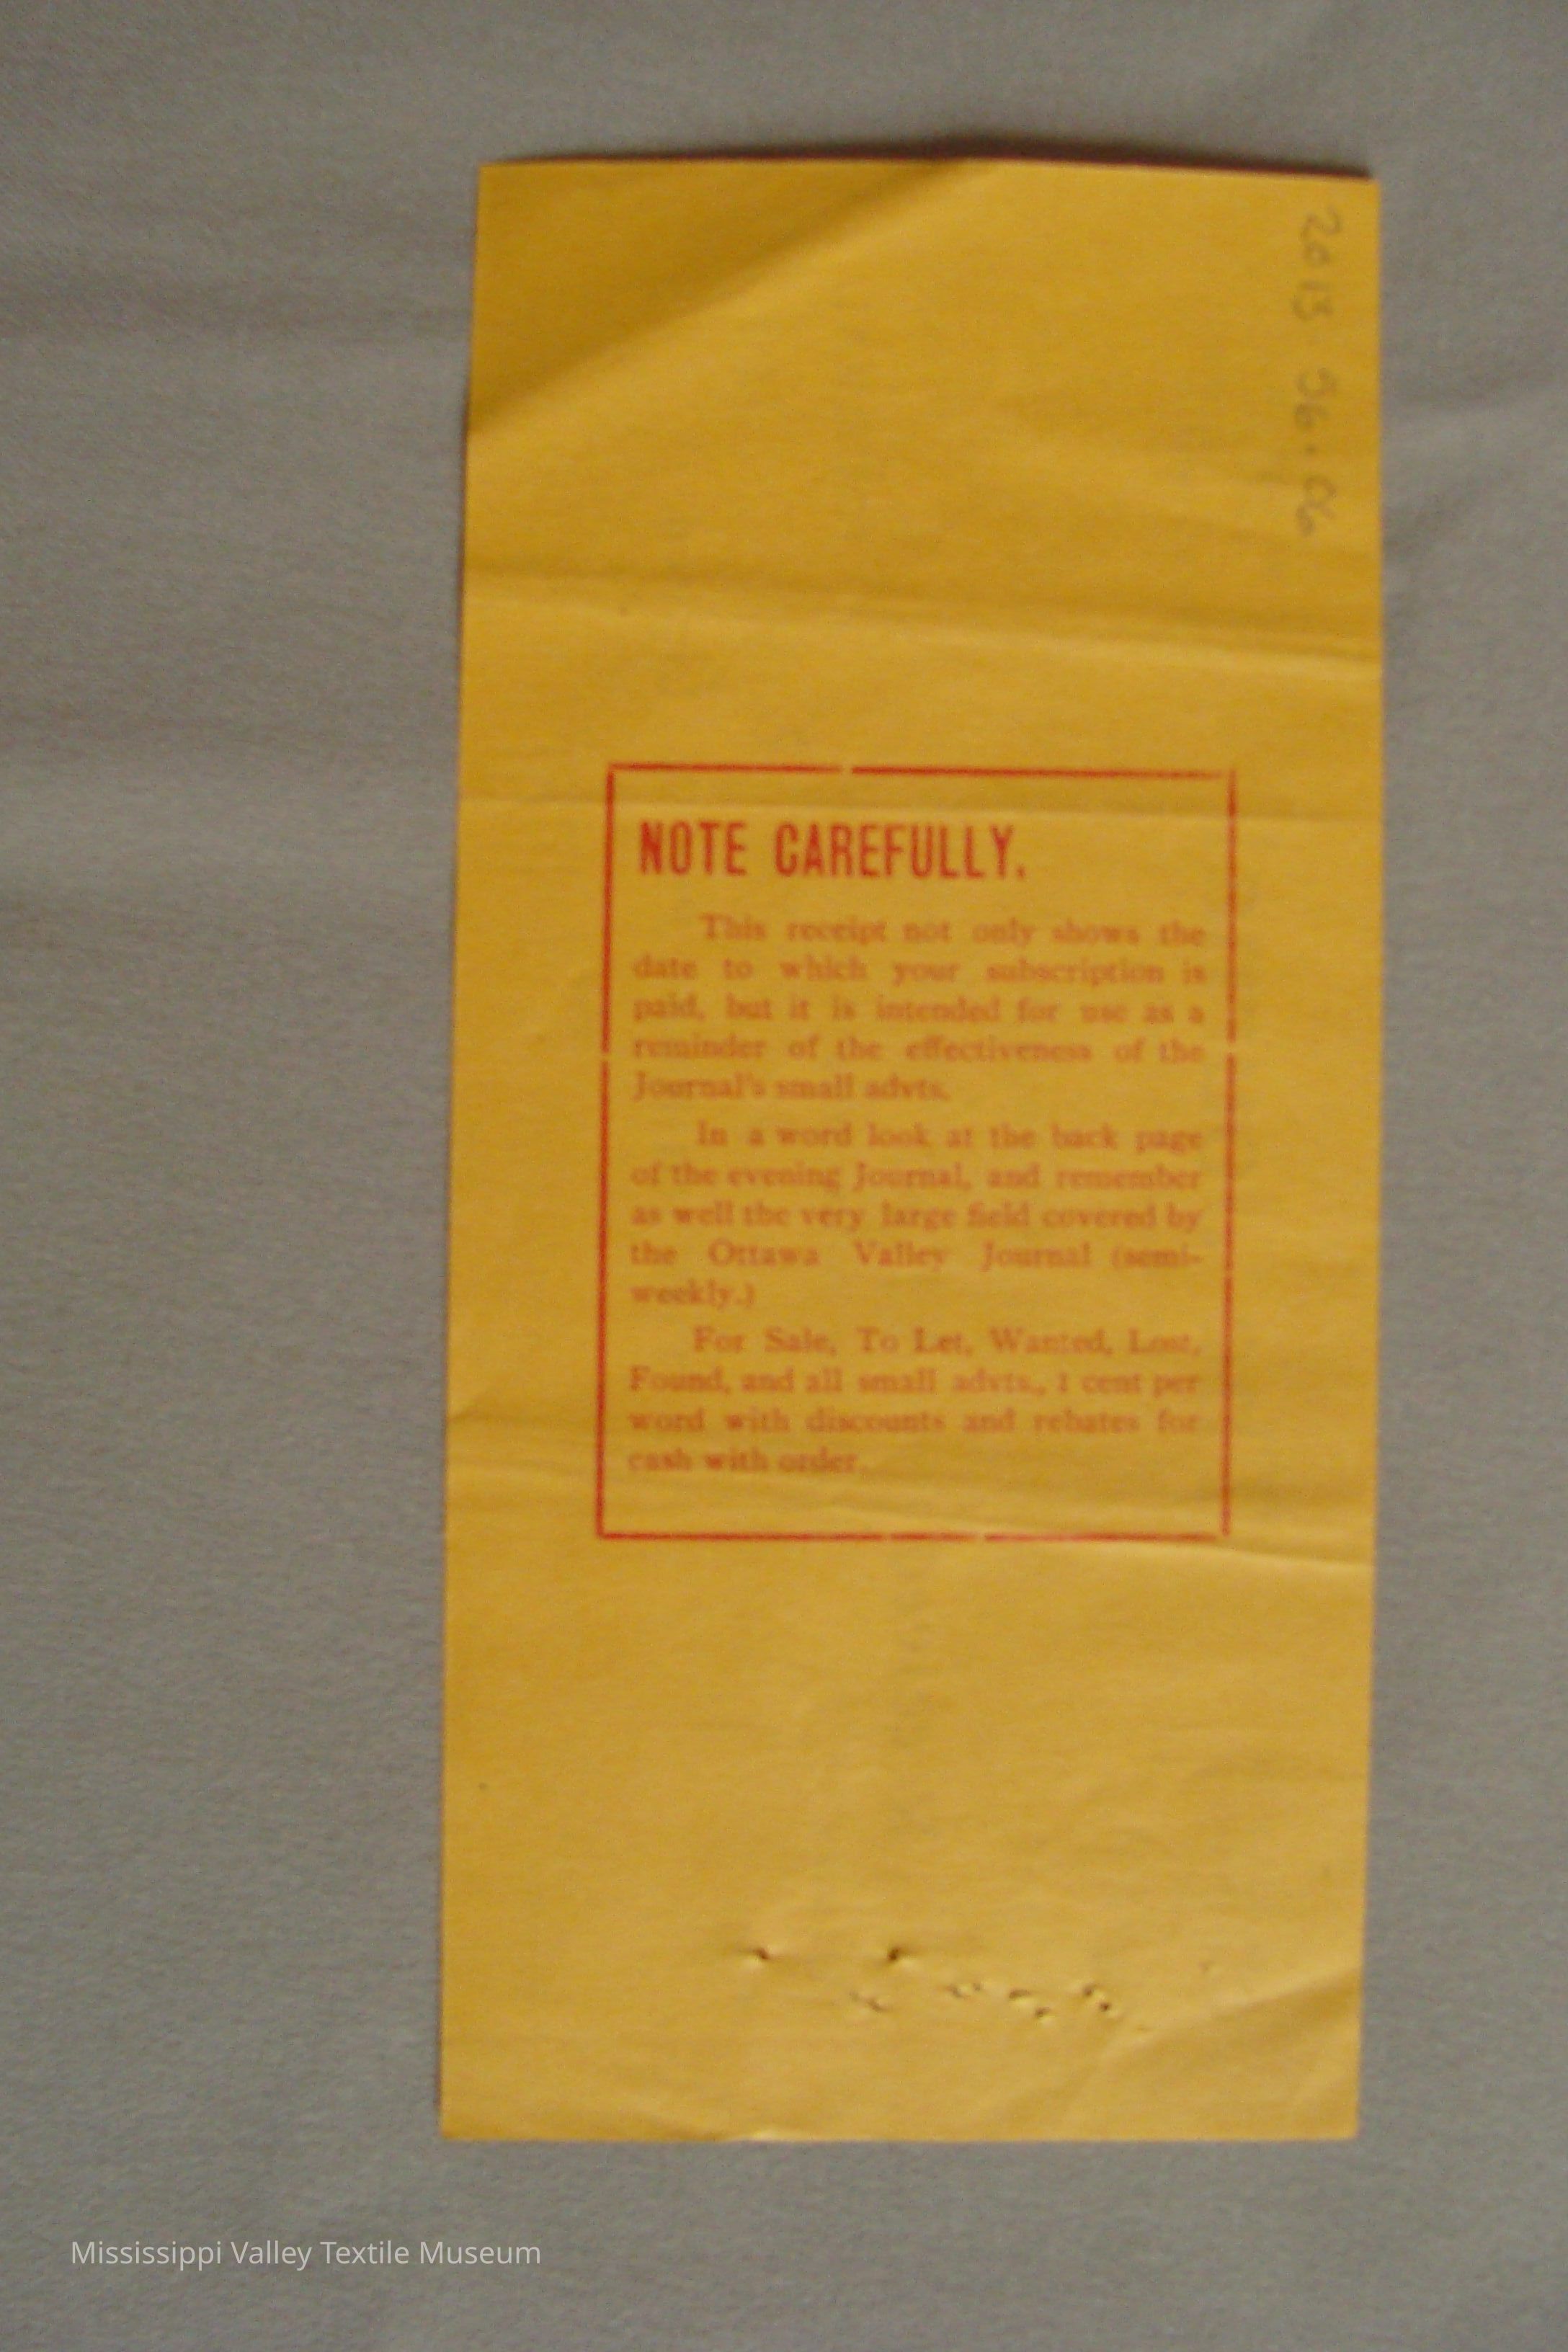 2013.56.06
NOTE CAREFULLY.
This receipt not only shows the
date to which your subscription is
paid, but it is intended for use as a
reminder of the effectiveness of the
Journal's small advts.
In a word look at the back page
of the evening Journal, and remember
as well the very large field covered by
the Ottawa Valley Journal (semi-
weekly.)
For Sale, To Let, Wanted, Lost,
Found, and all small advts., 1 cent per
word with discounts and rebates for
cash with order.
Mississippi Valley Textile Museum